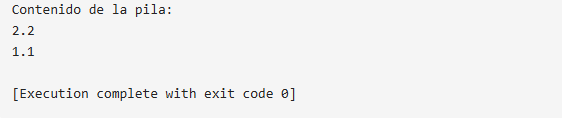 Contenido de la pila:
2.2
1.1
[Execution complete with exit code 0]